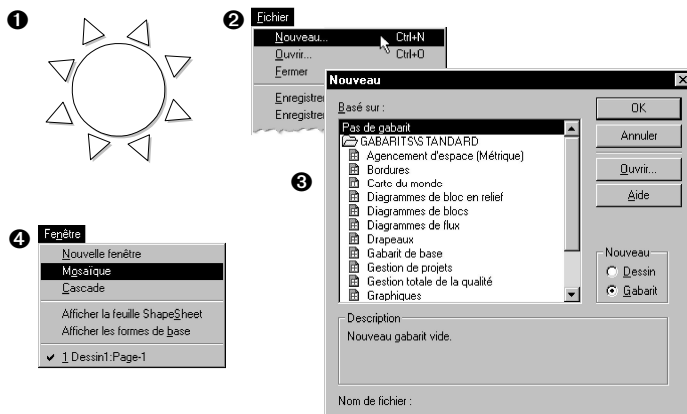 ❶
❷
Fichier
Nouveau... Ctrl+N
Ouvrir... Ctrl+O
Fermer
Enregistrer
Enregistrer
❸
Nouveau
Basé sur :
Pas de gabarit
GABARITS\STANDARD
Agencement d'espace (Métrique)
Bordures
Carte du monde
Diagrammes de bloc en relief
Diagrammes de blocs
Diagrammes de flux
Drapeaux
Gabarit de base
Gestion de projets
Gestion totale de la qualité
Graphiques
OK
Annuler
Ouvrir...
Aide
Nouveau
Dessin
Gabarit
Description
Nouveau gabarit vide.
Nom de fichier :
❹
Fenêtre
Nouvelle fenêtre
Mosaïque
Cascade
Afficher la feuille ShapeSheet
Afficher les formes de base
✔ 1 Dessin1:Page-1